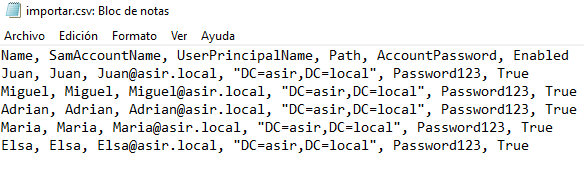 importar.csv: Bloc de notas
Archivo Edición Formato Ver Ayuda
Name, SamAccountName, UserPrincipalName, Path, AccountPassword, Enabled
Juan, Juan, Juan@asir.local, "DC=asir,DC=local", Password123, True
Miguel, Miguel, Miguel@asir.local, "DC=asir,DC=local", Password123, True
Adrian, Adrian, Adrian@asir.local, "DC=asir,DC=local", Password123, True
Maria, Maria, Maria@asir.local, "DC=asir,DC=local", Password123, True
Elsa, Elsa, Elsa@asir.local, "DC=asir,DC=local", Password123, True